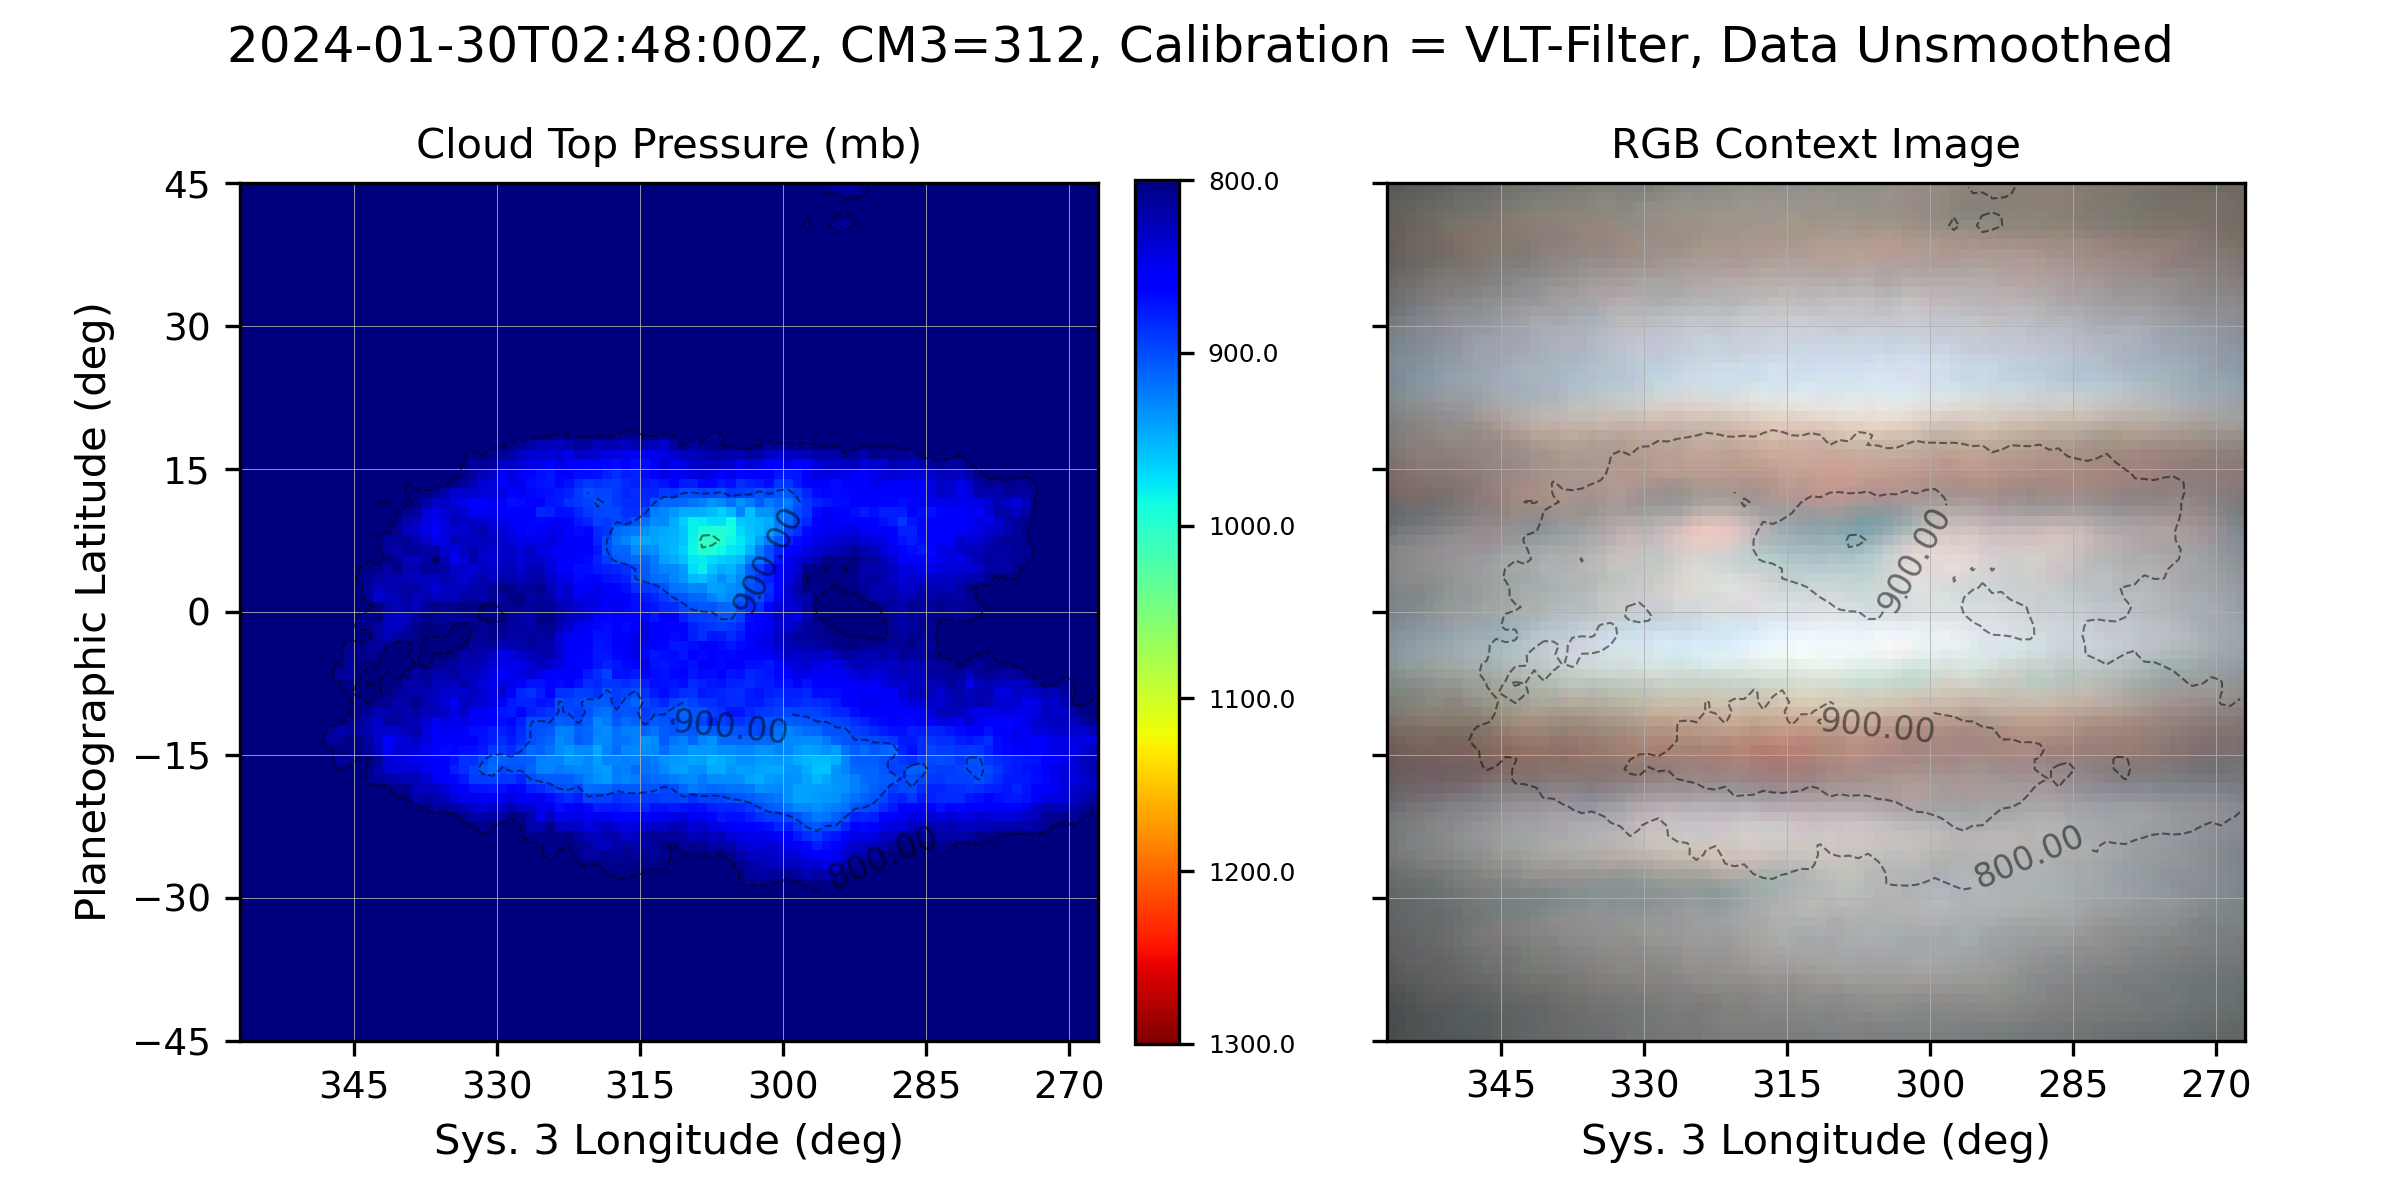 2024-01-30T02:48:00Z, CM3=312, Calibration = VLT-Filter, Data Unsmoothed
Cloud Top Pressure (mb)
RGB Context Image
Planetographic Latitude (deg)
45
30
15
0
−15
−30
−45
900.00
900.00
800.00
800.0
900.0
1000.0
1100.0
1200.0
1300.0
900.00
900.00
800.00
345 330 315 300 285 270
345 330 315 300 285 270
Sys. 3 Longitude (deg)
Sys. 3 Longitude (deg)